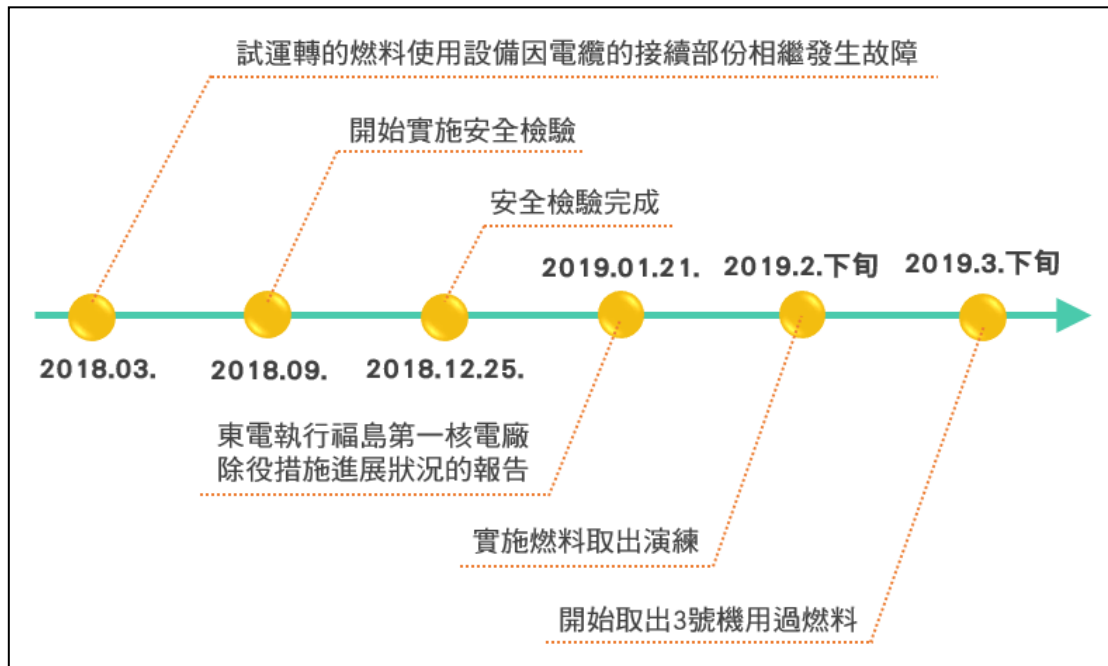 試運轉的燃料使用設備因電纜的接續部份相繼發生故障
開始實施安全檢驗
安全檢驗完成
2019.01.21.
2019.2.下旬
2019.3.下旬
2018.03.
2018.09.
2018.12.25.
東電執行福島第一核電廠
除役措施進展狀況的報告
實施燃料取出演練
開始取出3號機用過燃料